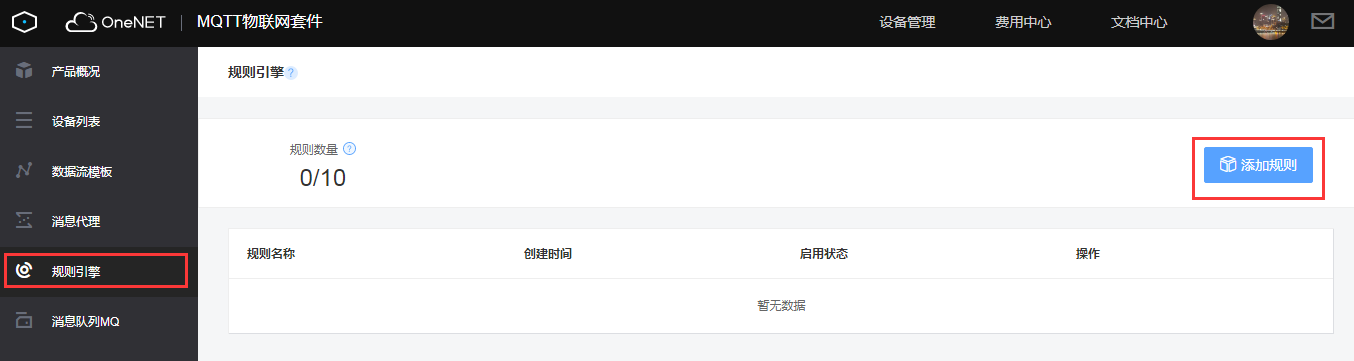 OneNET | MQTT物联网套件 设备管理 费用中心 文档中心
产品概况
设备列表
数据流模板
消息代理
规则引擎
消息队列MQ
规则引擎?
规则数量 ?
0/10
添加规则
规则名称 创建时间 启用状态 操作
暂无数据